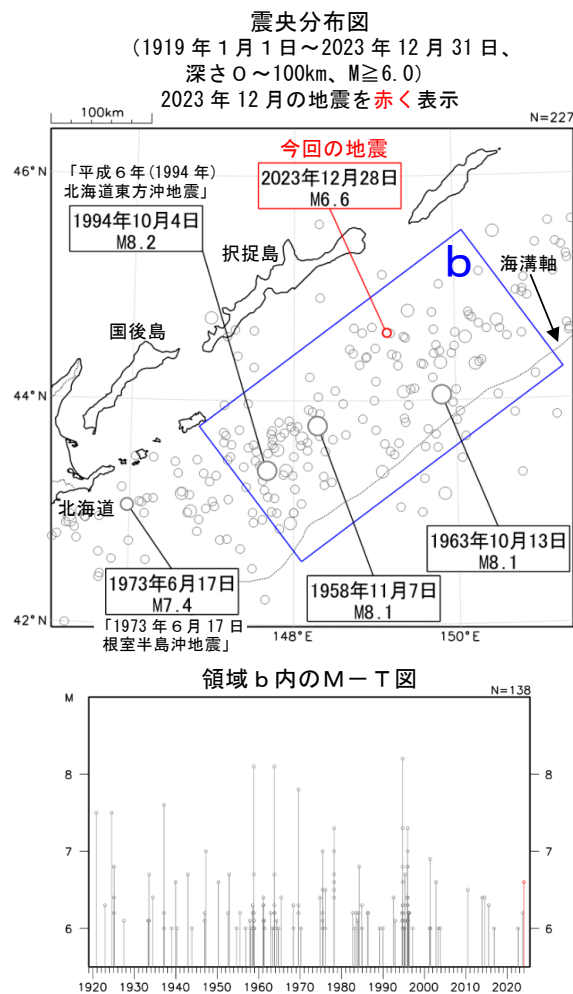 震央分布図
(1919年1月1日~2023年12月31日、
深さ0~100km、M≧6.0)
2023年12月の地震を赤く表示
100km
N=227
46°N
「平成6年(1994年)
北海道東方沖地震」
1994年10月4日
M8.2
今回の地震
2023年12月28日
M6.6
択捉島
b
海溝軸
国後島
44°N
北海道
1973年6月17日
M7.4
「1973年6月17日
根室半島沖地震」
1958年11月7日
M8.1
1963年10月13日
M8.1
42°N
148°E
150°E
領域b内のM-T図
M
N=138
8
8
7
7
6
6
1920 1930 1940 1950 1960 1970 1980 1990 2000 2010 2020